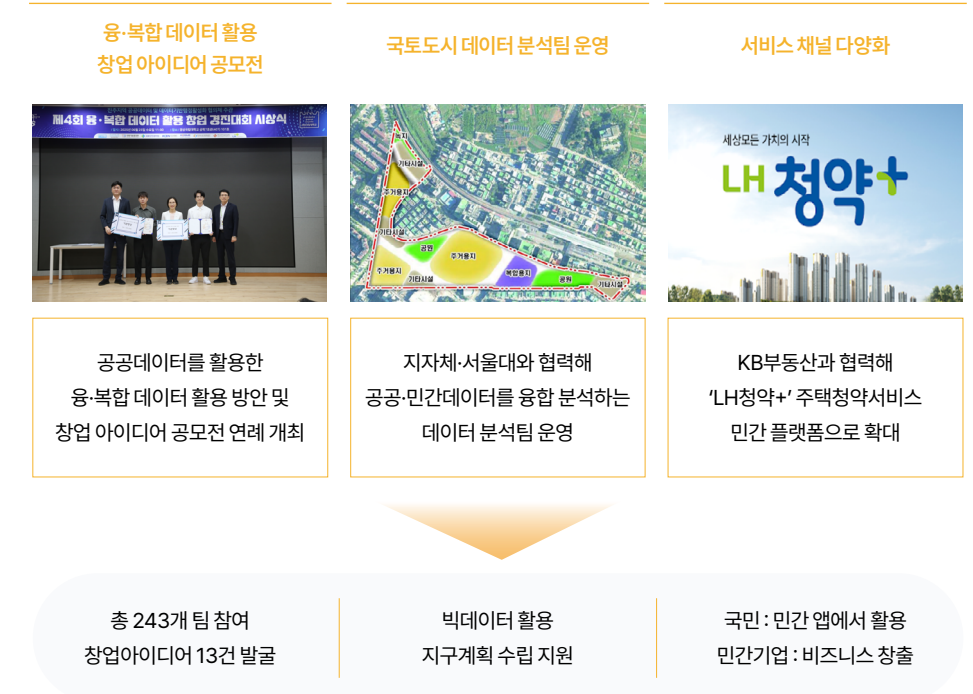 융·복합 데이터 활용
창업 아이디어 공모전
국토도시 데이터 분석팀 운영
서비스 채널 다양화
제4회 융·복합 데이터 활용 창업 경진대회 시상식
녹지
기타시설
주거용지
기타시설
공원
주거용지
주거용지
기타시설
복합용지
공원
기타시설
세상모든 가치의 시작
LH 청약+
공공데이터를 활용한
융·복합 데이터 활용 방안 및
창업 아이디어 공모전 연례 개최
지자체·서울대와 협력해
공공·민간데이터를 융합 분석하는
데이터 분석팀 운영
KB부동산과 협력해
‘LH청약+’ 주택청약서비스
민간 플랫폼으로 확대
총 243개 팀 참여
창업아이디어 13건 발굴
빅데이터 활용
지구계획 수립 지원
국민 : 민간 앱에서 활용
민간기업 : 비즈니스 창출